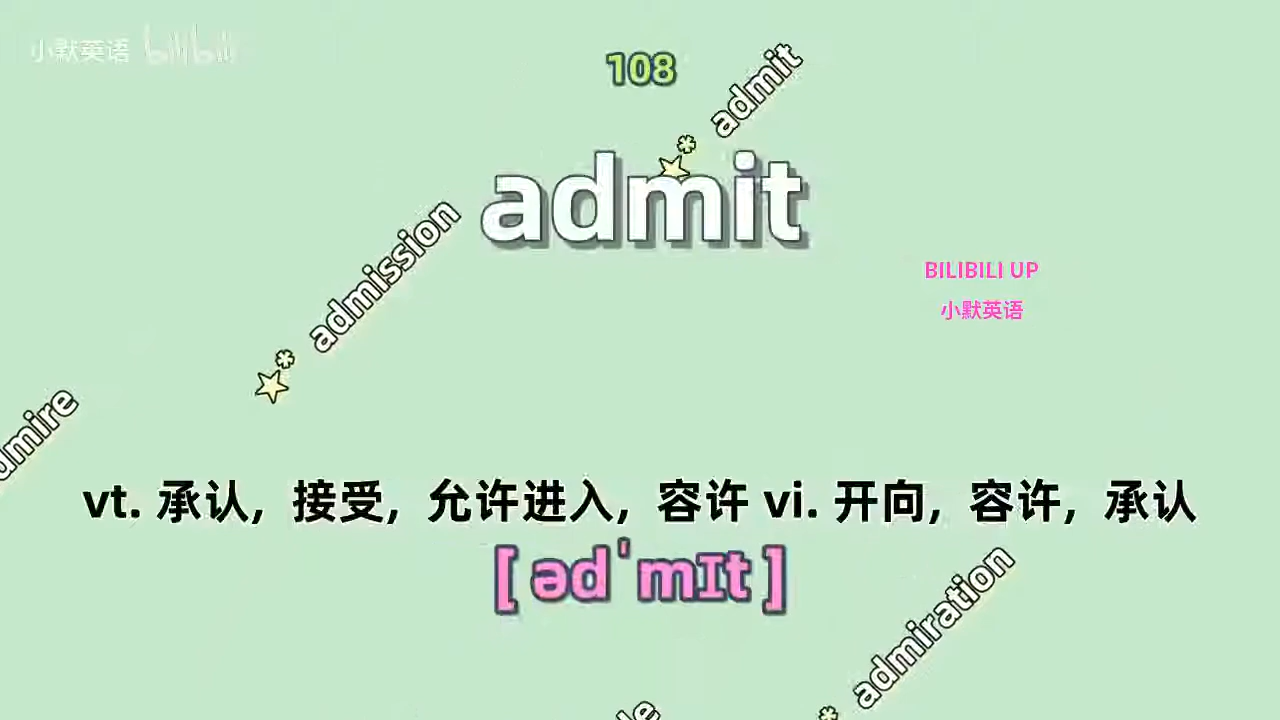 小默英语 bilibili
108
admit
admit
admission
BILIBILI UP
小默英语
vt. 承认, 接受, 允许进入, 容许 vi. 开向, 容许, 承认
[ ədˈmɪt ]
admiration